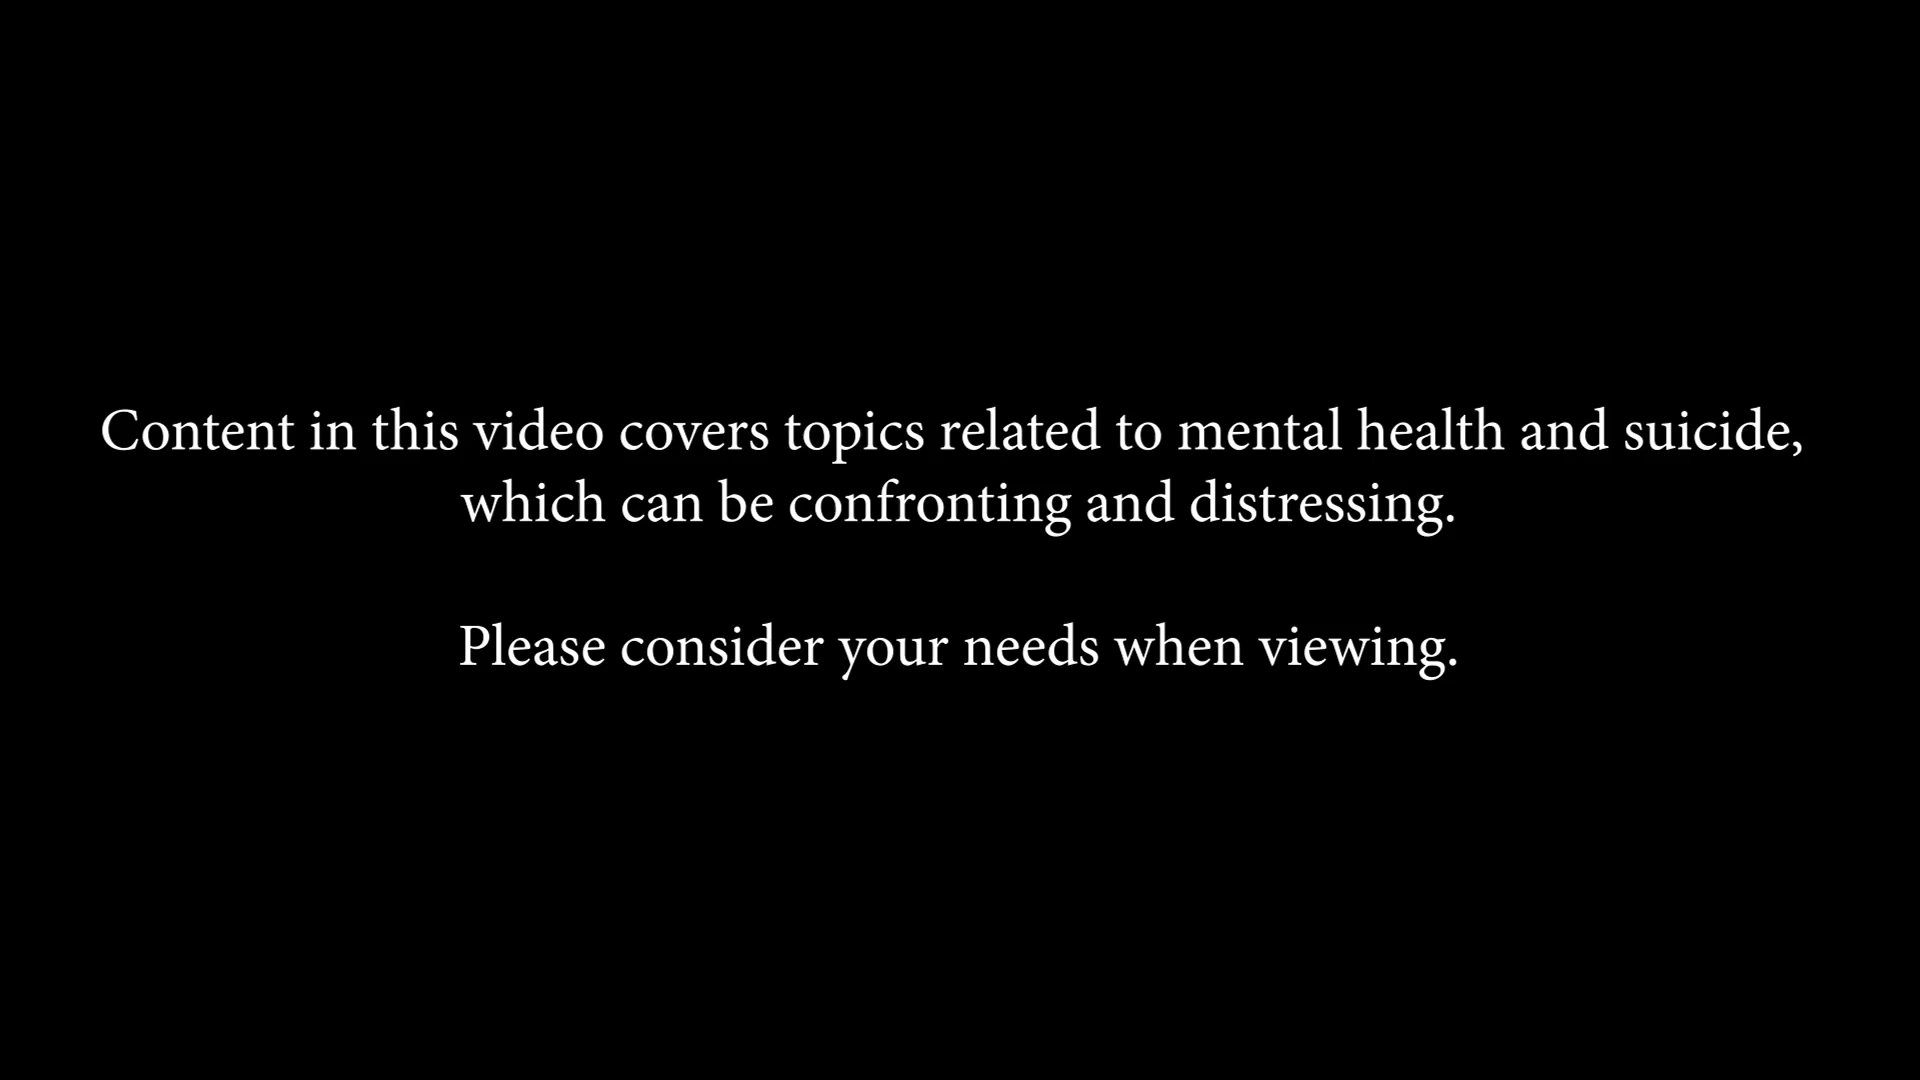 Content in this video covers topics related to mental health and suicide,
which can be confronting and distressing.
Please consider your needs when viewing.